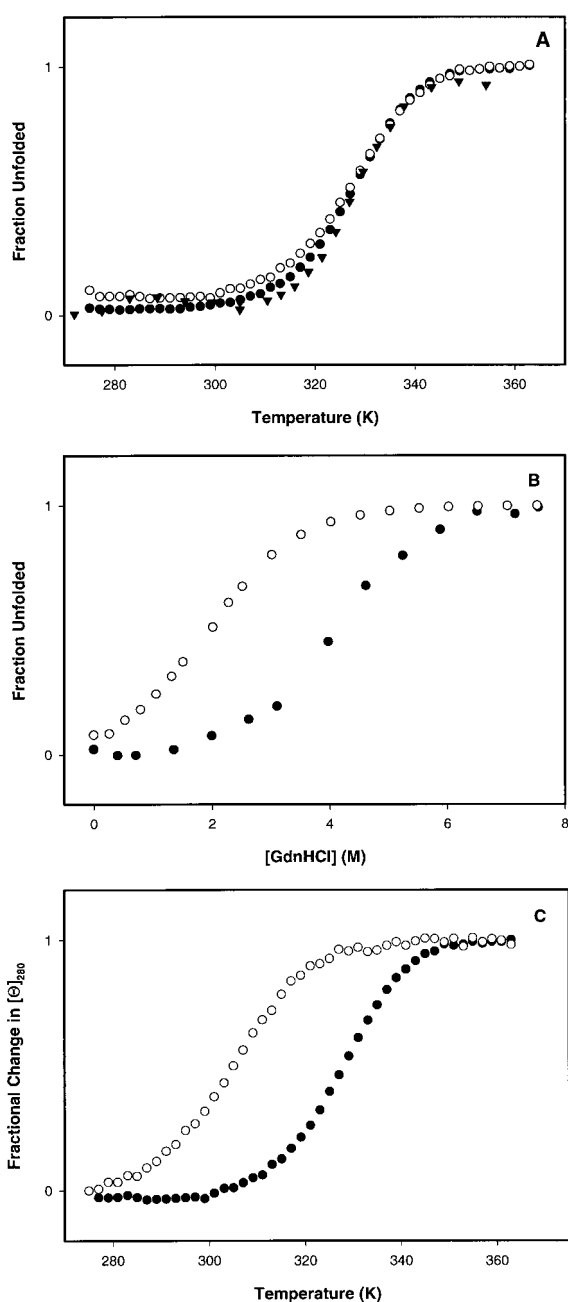 A
Fraction Unfolded
1
0
280
300
320
340
360
Temperature (K)
B
Fraction Unfolded
1
0
0
2
4
6
8
[GdnHCl] (M)
C
Fractional Change in [Θ]280
1
0
280
300
320
340
360
Temperature (K)